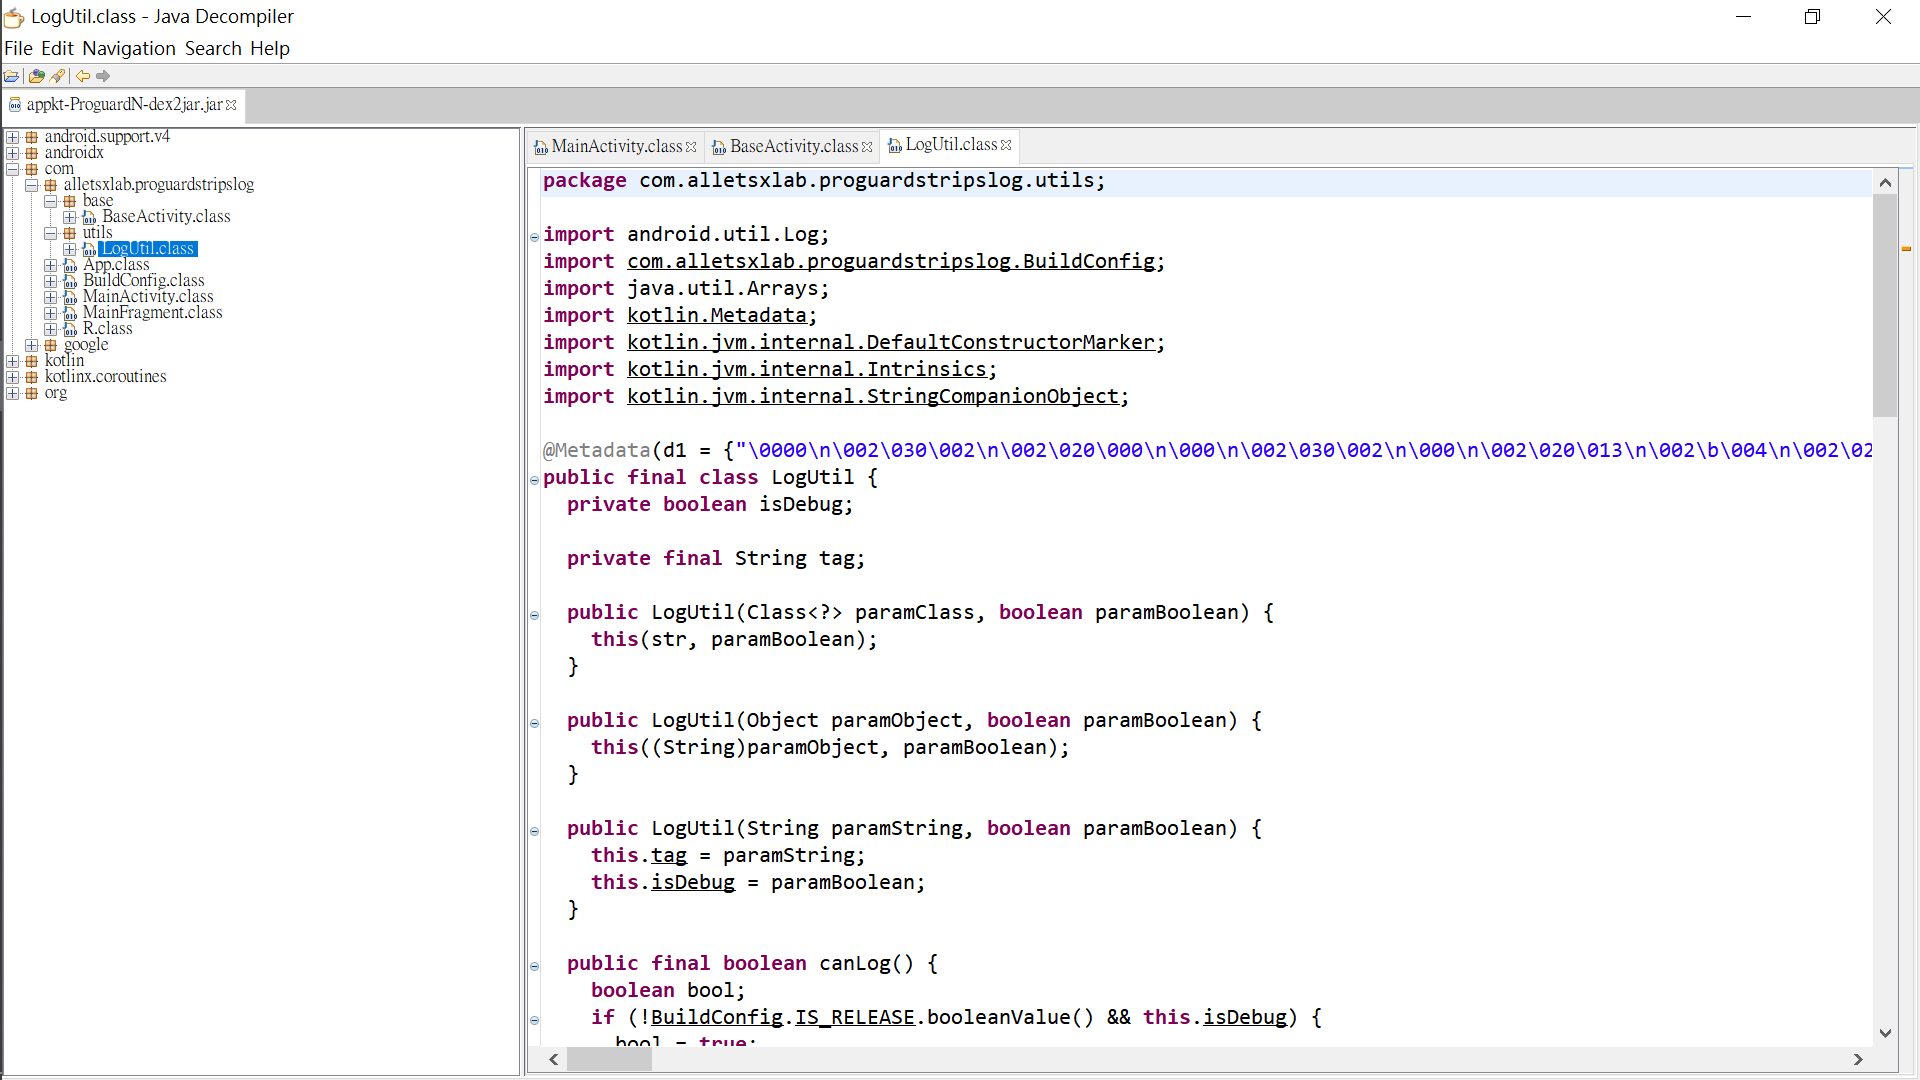 LogUtil.class - Java Decompiler
File Edit Navigation Search Help
appkt-ProguardN-dex2jar.jar
android.support.v4
androidx
com
alletsxlab.proguardstripslog
base
BaseActivity.class
utils
LogUtil.class
App.class
BuildConfig.class
MainActivity.class
MainFragment.class
R.class
google
kotlin
kotlinx.coroutines
org
MainActivity.class BaseActivity.class LogUtil.class
package com.alletsxlab.proguardstripslog.utils;
import android.util.Log;
import com.alletsxlab.proguardstripslog.BuildConfig;
import java.util.Arrays;
import kotlin.Metadata;
import kotlin.jvm.internal.DefaultConstructorMarker;
import kotlin.jvm.internal.Intrinsics;
import kotlin.jvm.internal.StringCompanionObject;
@Metadata(d1 = {"\0000\n\002\030\002\n\002\020\000\n\000\n\002\030\002\n\000\n\002\020\013\n\002\b\004\n\002\02
public final class LogUtil {
private boolean isDebug;
private final String tag;
public LogUtil(Class<?> paramClass, boolean paramBoolean) {
this(str, paramBoolean);
}
public LogUtil(Object paramObject, boolean paramBoolean) {
this((String)paramObject, paramBoolean);
}
public LogUtil(String paramString, boolean paramBoolean) {
this.tag = paramString;
this.isDebug = paramBoolean;
}
public final boolean canLog() {
boolean bool;
if (!BuildConfig.IS_RELEASE.booleanValue() && this.isDebug) {
bool = true;